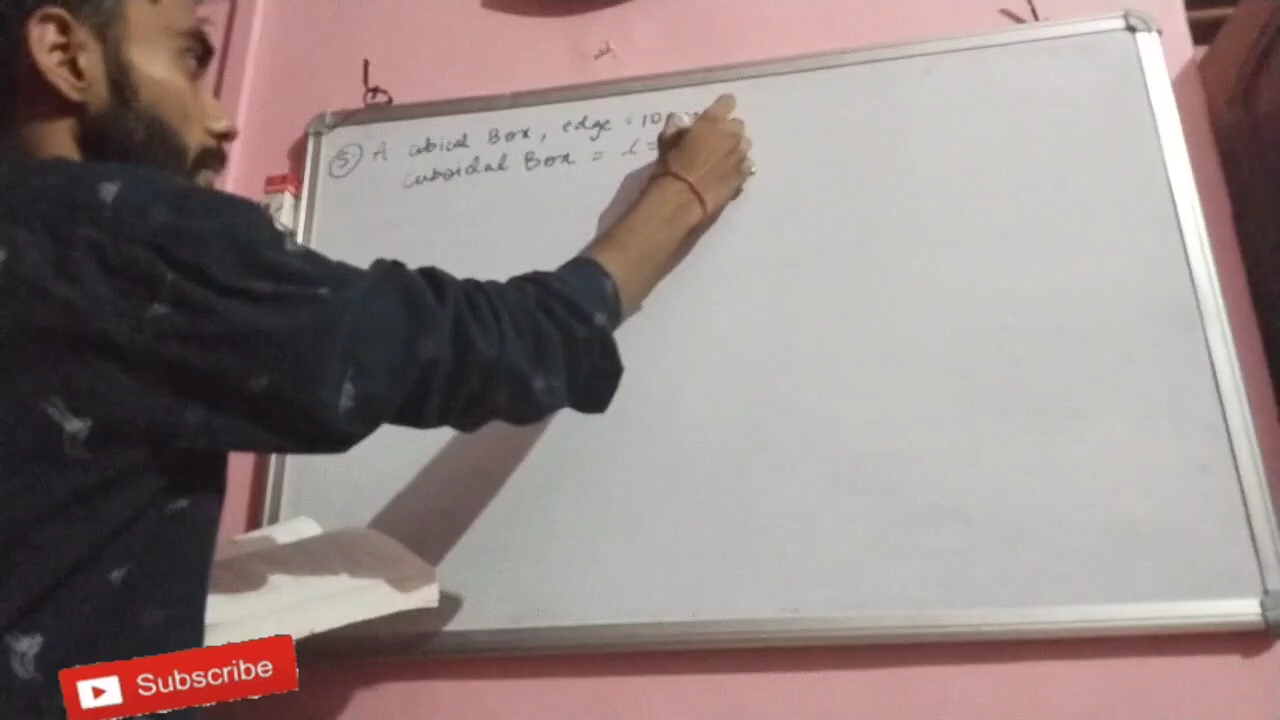 (5) A cubical Box, edge = 10
cuboidal Box = l =
Subscribe